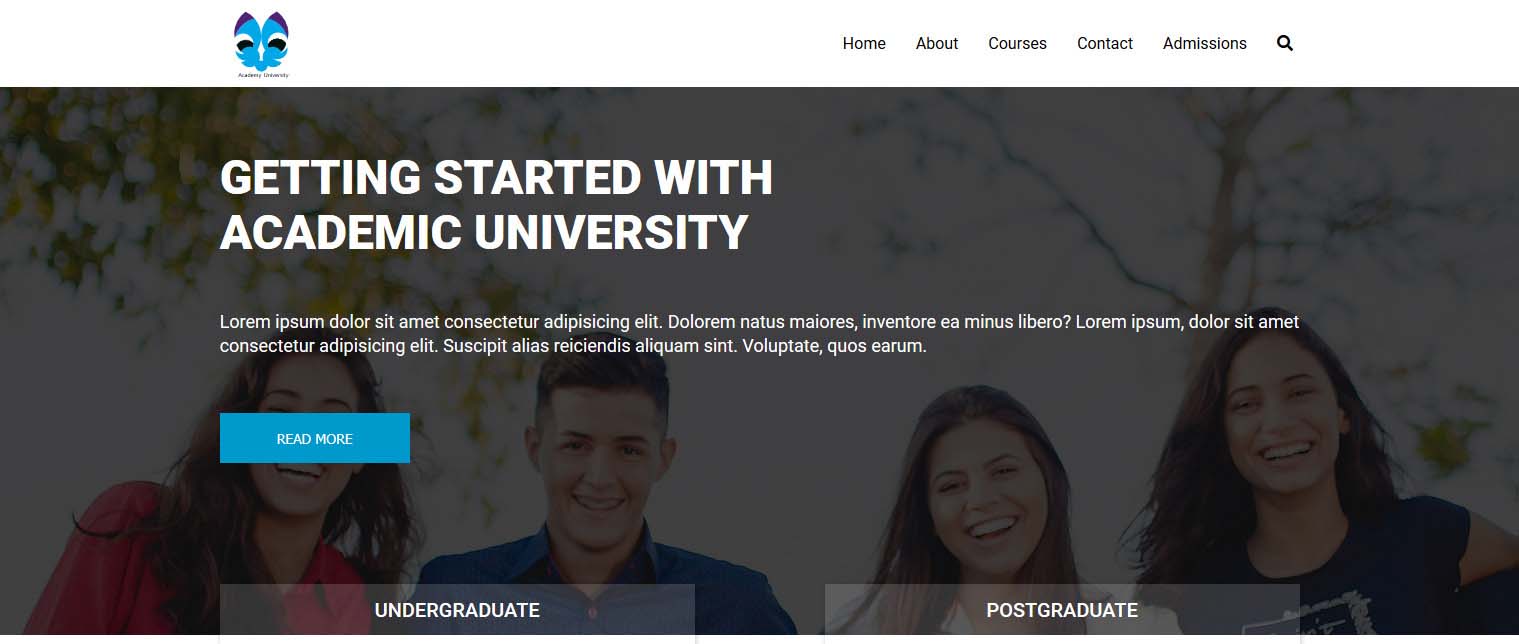 Academy University
Home About Courses Contact Admissions
GETTING STARTED WITH
ACADEMIC UNIVERSITY
Lorem ipsum dolor sit amet consectetur adipisicing elit. Dolorem natus maiores, inventore ea minus libero? Lorem ipsum, dolor sit amet
consectetur adipisicing elit. Suscipit alias reiciendis aliquam sint. Voluptate, quos earum.
READ MORE
UNDERGRADUATE POSTGRADUATE